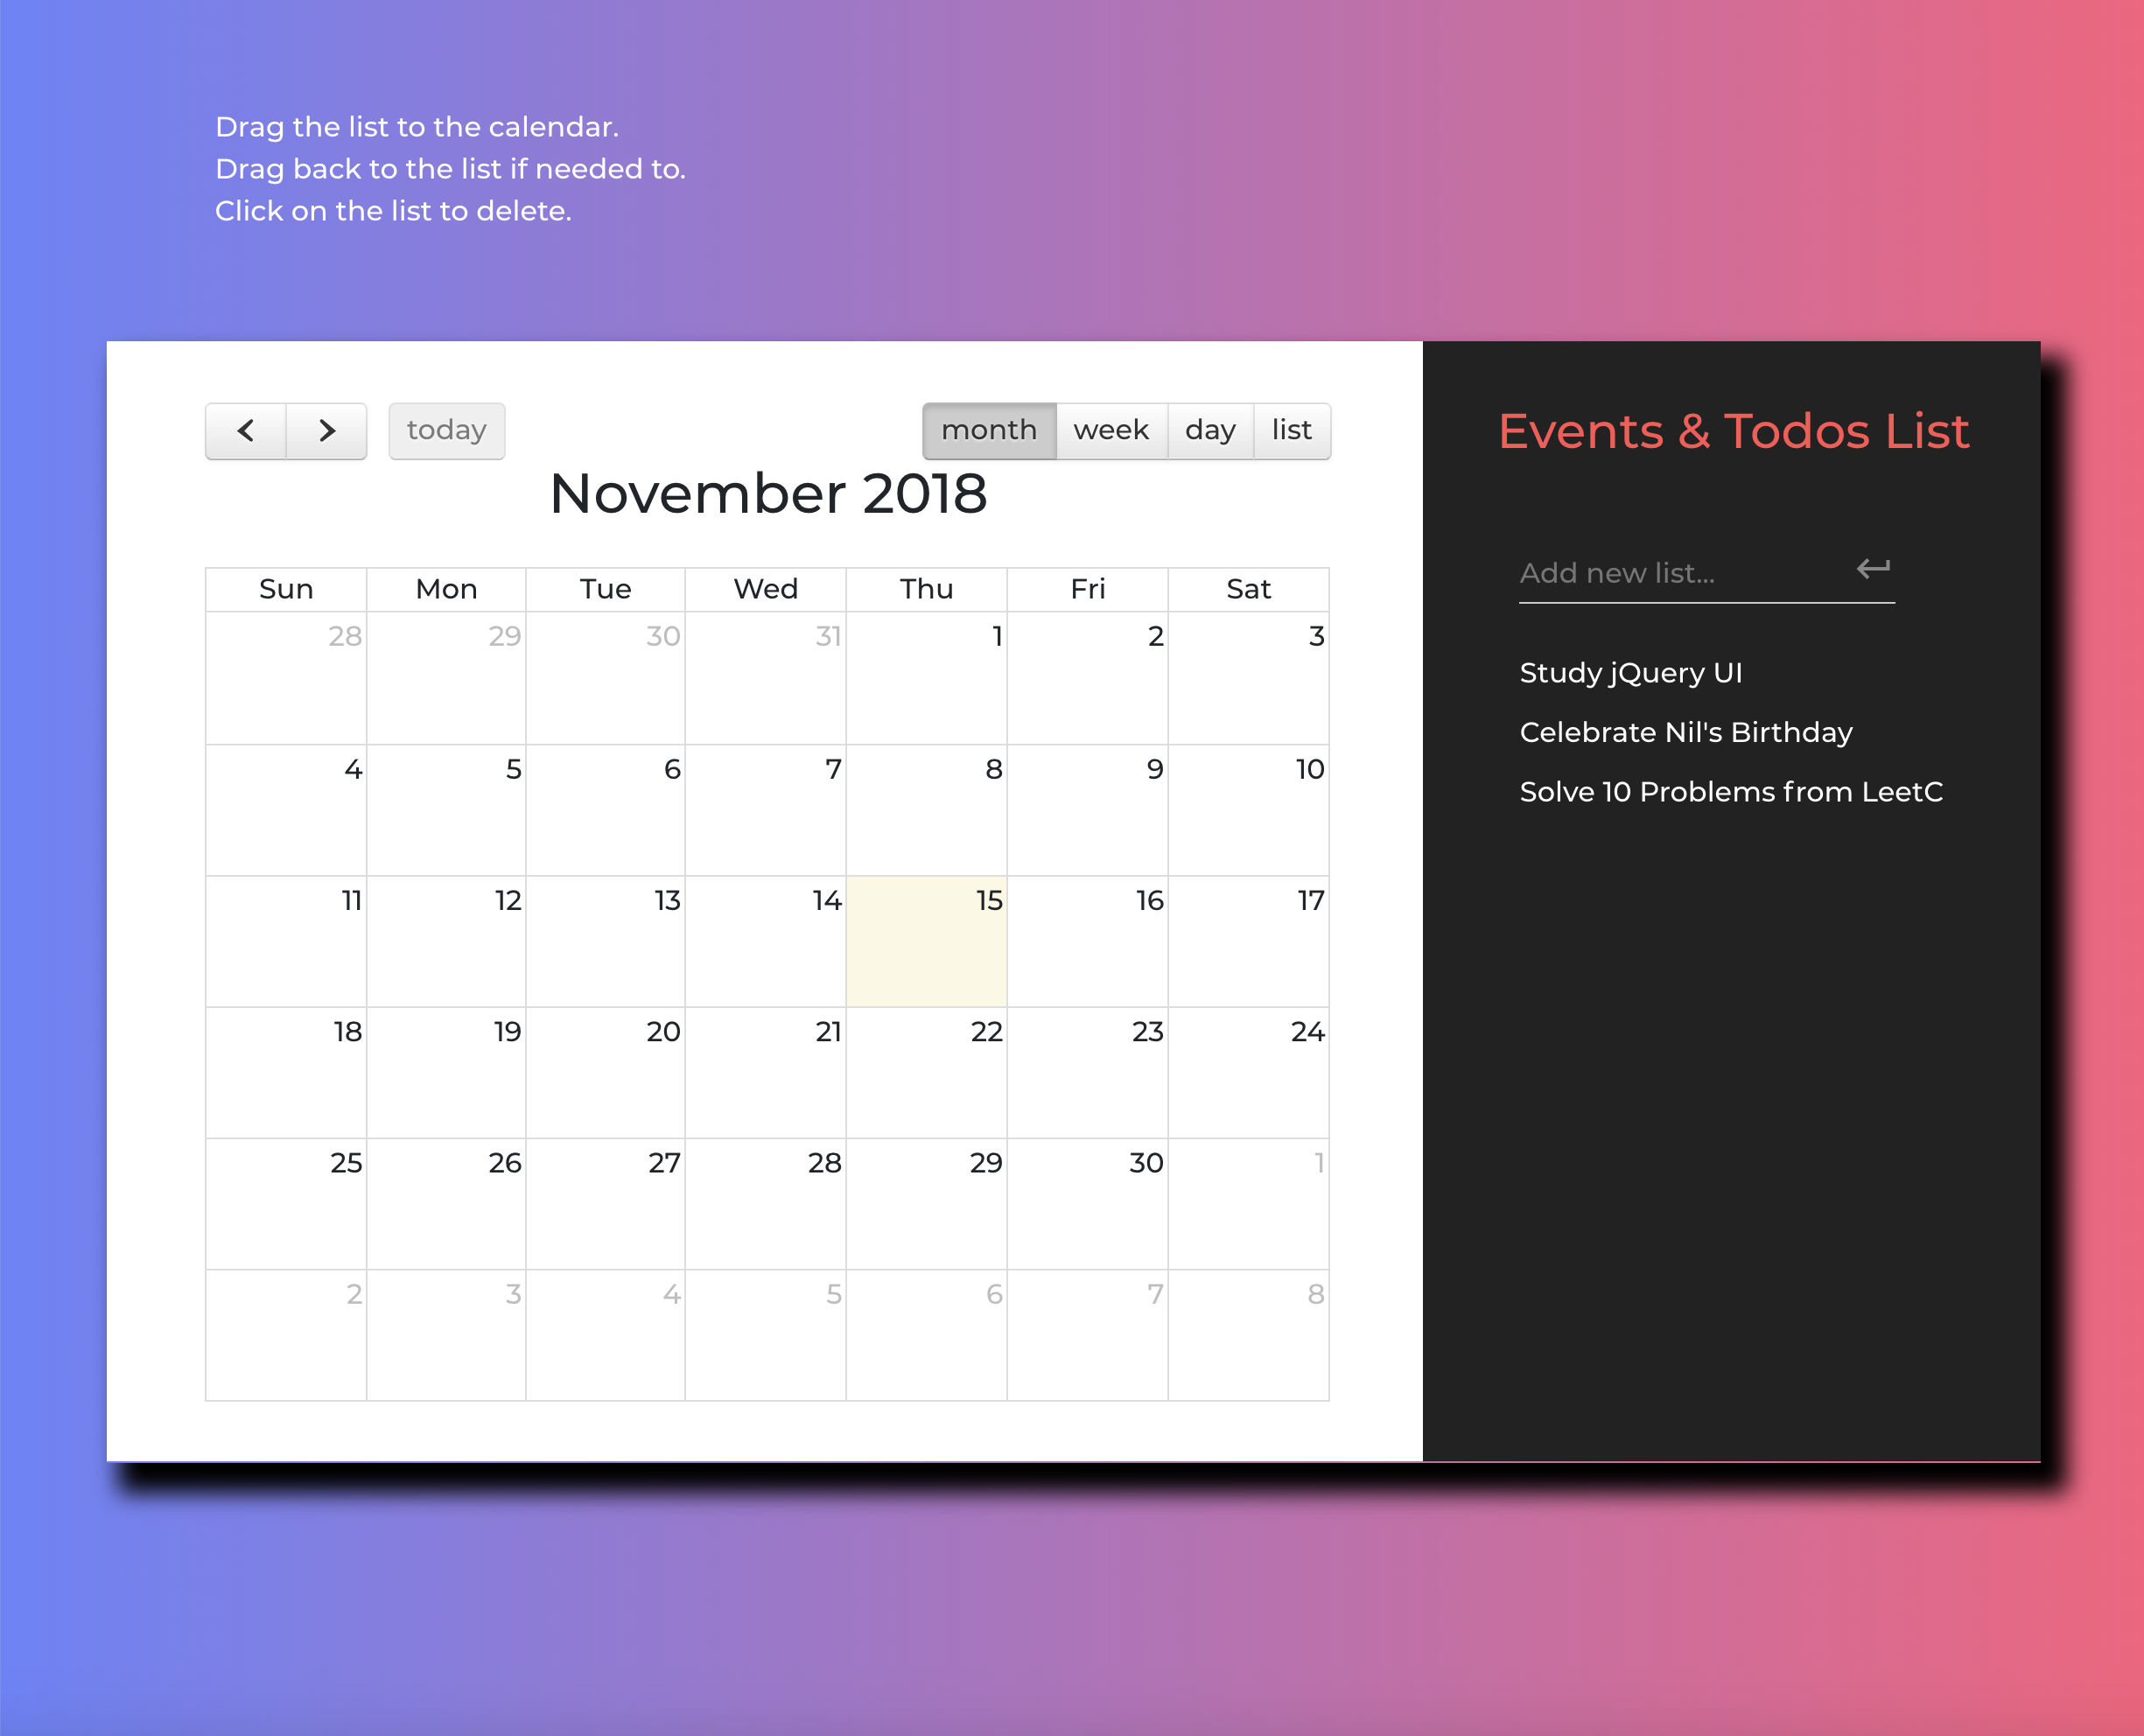 Drag the list to the calendar.
Drag back to the list if needed to.
Click on the list to delete.
today
month week day list
November 2018
Sun Mon Tue Wed Thu Fri Sat
28 29 30 31 1 2 3
4 5 6 7 8 9 10
11 12 13 14 15 16 17
18 19 20 21 22 23 24
25 26 27 28 29 30 1
2 3 4 5 6 7 8
Events & Todos List
Add new list...
Study jQuery UI
Celebrate Nil's Birthday
Solve 10 Problems from LeetC